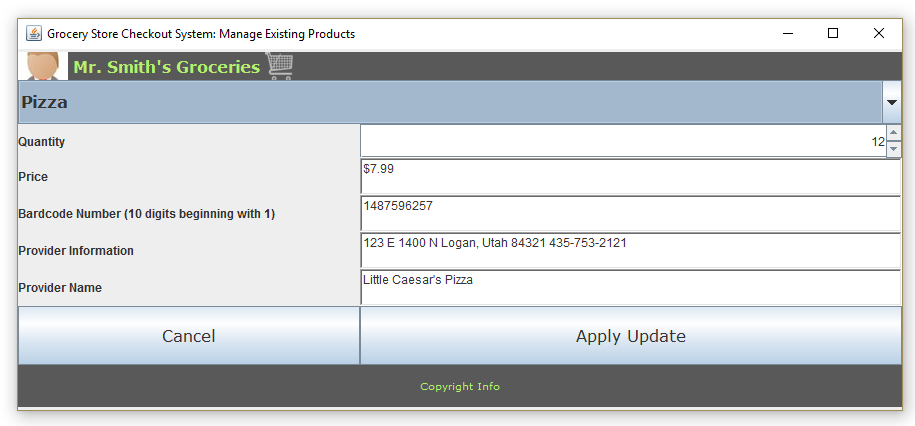 Grocery Store Checkout System: Manage Existing Products
Mr. Smith's Groceries
Pizza
Quantity
12
Price
$7.99
Bardcode Number (10 digits beginning with 1)
1487596257
Provider Information
123 E 1400 N Logan, Utah 84321 435-753-2121
Provider Name
Little Caesar's Pizza
Cancel
Apply Update
Copyright Info